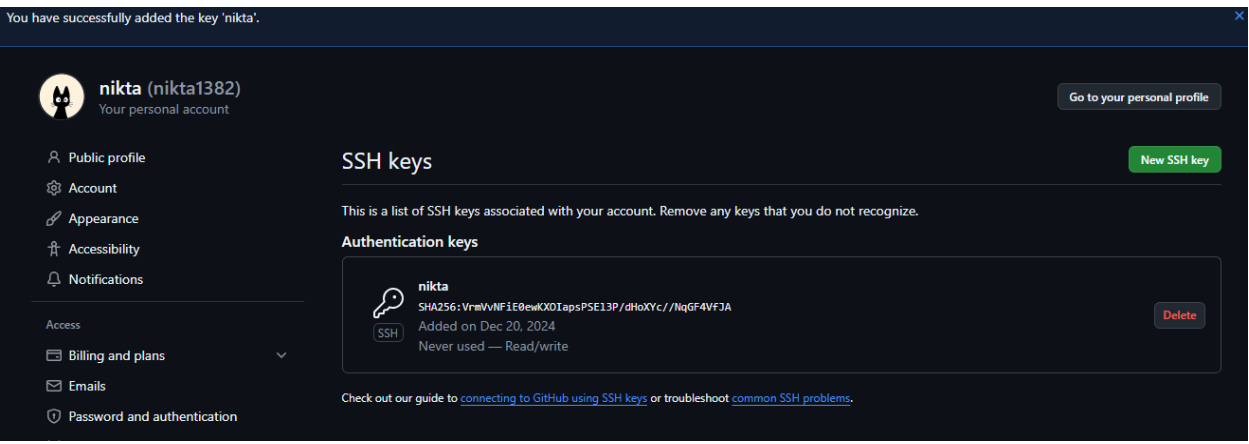 You have successfully added the key 'nikta'.
nikta (nikta1382)
Your personal account
Go to your personal profile
Public profile
Account
Appearance
Accessibility
Notifications
Access
Billing and plans
Emails
Password and authentication
SSH keys
New SSH key
This is a list of SSH keys associated with your account. Remove any keys that you do not recognize.
Authentication keys
nikta
SHA256:VrmVvNFiE0ewKXOIapsPSEl3P/dHoXYc//NqGF4VfJA
SSH
Added on Dec 20, 2024
Never used — Read/write
Delete
Check out our guide to connecting to GitHub using SSH keys or troubleshoot common SSH problems.